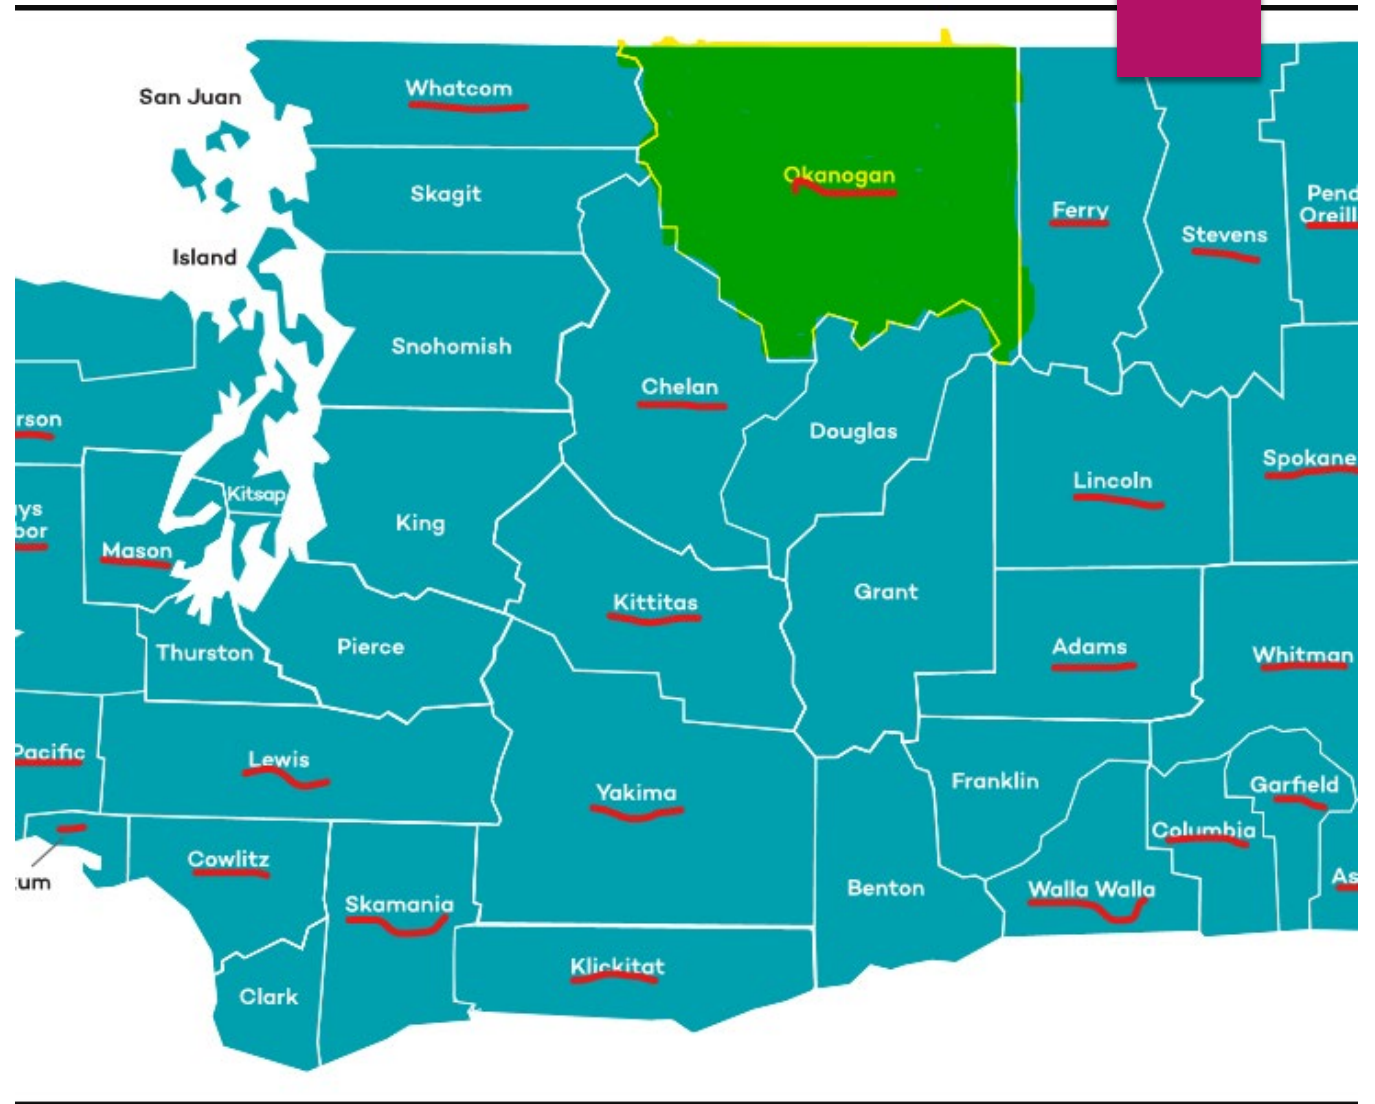 Whatcom
San Juan
Okanogan
Skagit
Pend
Oreill
Ferry
Stevens
Island
Snohomish
Chelan
rson
Douglas
Spokane
Lincoln
Kitsap
ys
bor
King
Mason
Grant
Kittitas
Pierce
Thurston
Adams
Whitman
Pacific
Lewis
Franklin
Garfield
Yakima
Columbia
Cowlitz
As
um
Benton
Walla Walla
Skamania
Klickitat
Clark